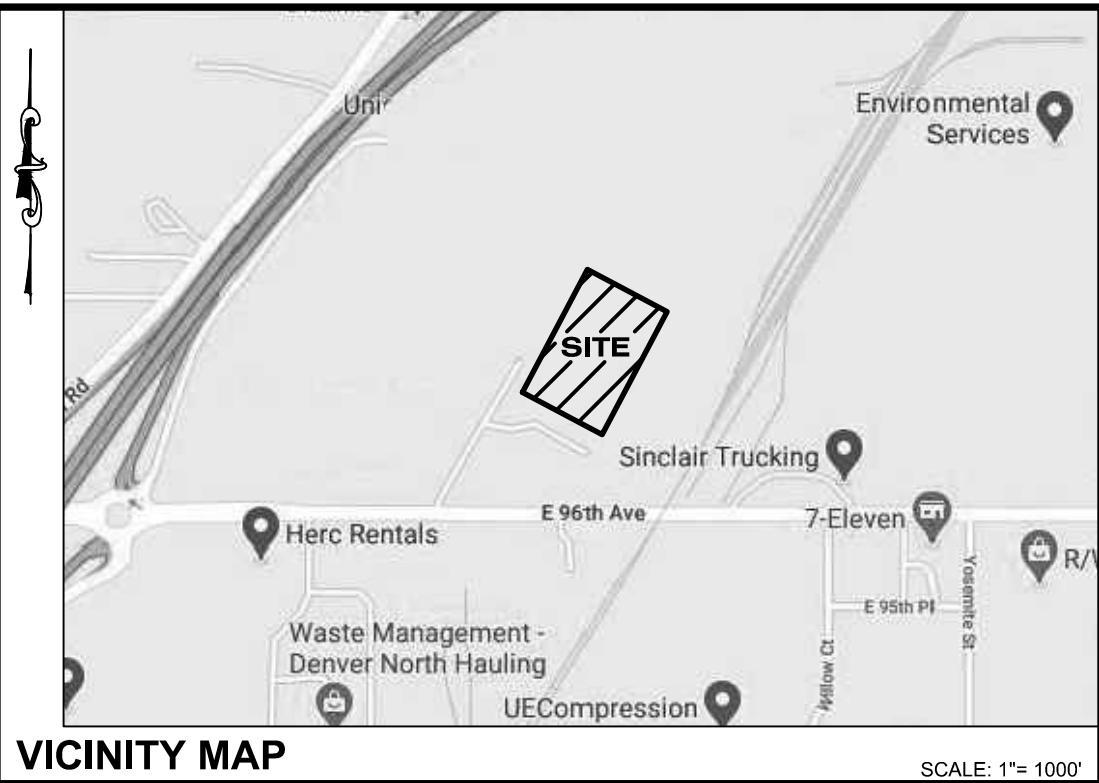 Environmental
Services
Rd
SITE
Sinclair Trucking
E 96th Ave
7-Eleven
Herc Rentals
E 95th Pl
Yosemite St
Willow Ct
Waste Management -
Denver North Hauling
UECompression
VICINITY MAP
SCALE: 1"= 1000'